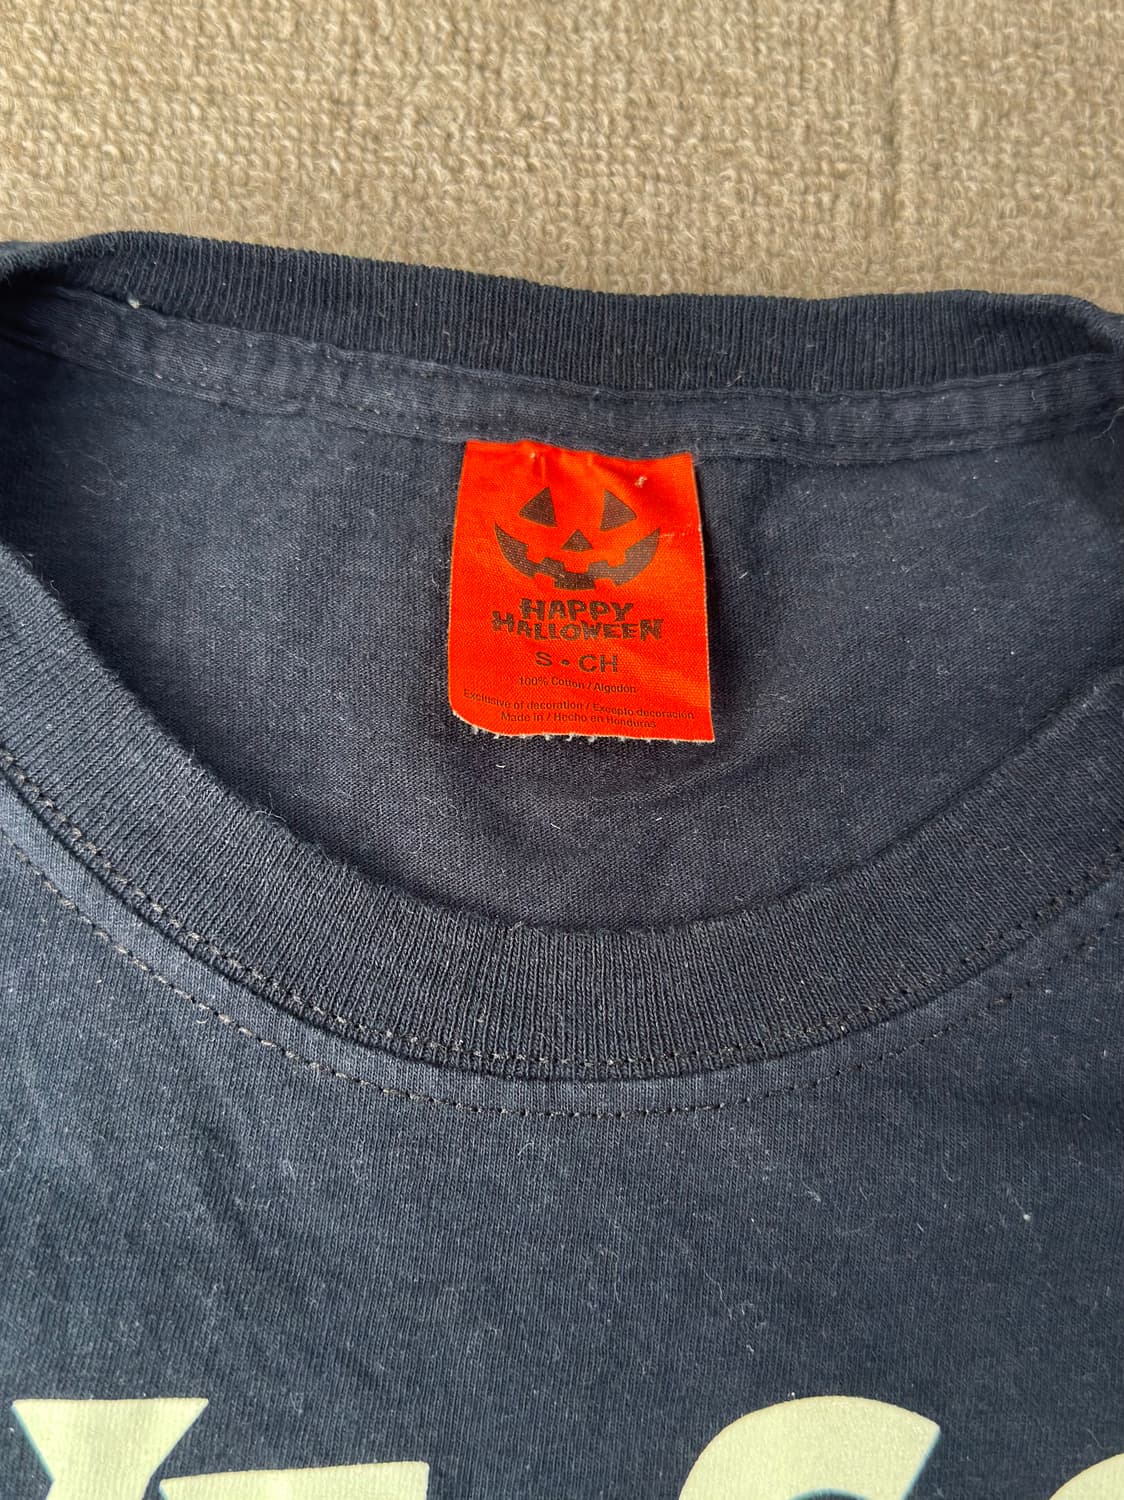 HAPPY
HALLOWEEN
S • CH
100% Cotton / Algodón
Exclusive of decoration / Excepto decoración
Made in / Hecho en Honduras